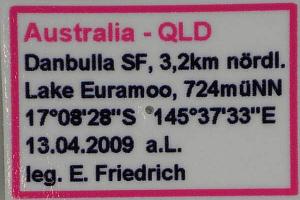 Australia - QLD
Danbulla SF, 3,2km nördl.
Lake Euramoo, 724müNN
17°08'28"S 145°37'33"E
13.04.2009 a.L.
leg. E. Friedrich